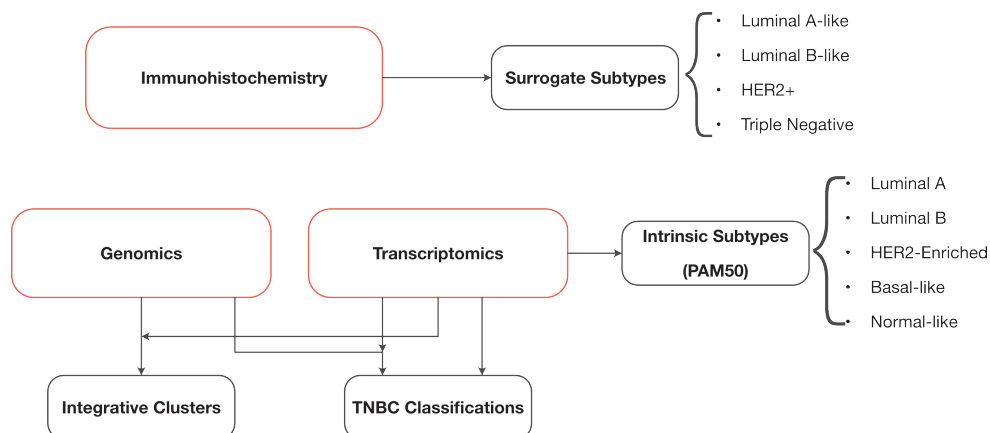 Immunohistochemistry
Surrogate Subtypes
• Luminal A-like
• Luminal B-like
• HER2+
• Triple Negative
Genomics
Transcriptomics
Intrinsic Subtypes
(PAM50)
• Luminal A
• Luminal B
• HER2-Enriched
• Basal-like
• Normal-like
Integrative Clusters
TNBC Classifications